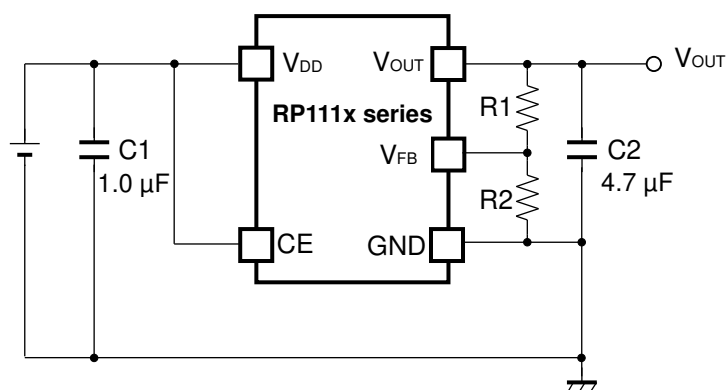 VDD
VOUT
VOUT
RP111x series
R1
VFB
C1
1.0 µF
C2
4.7 µF
R2
CE
GND